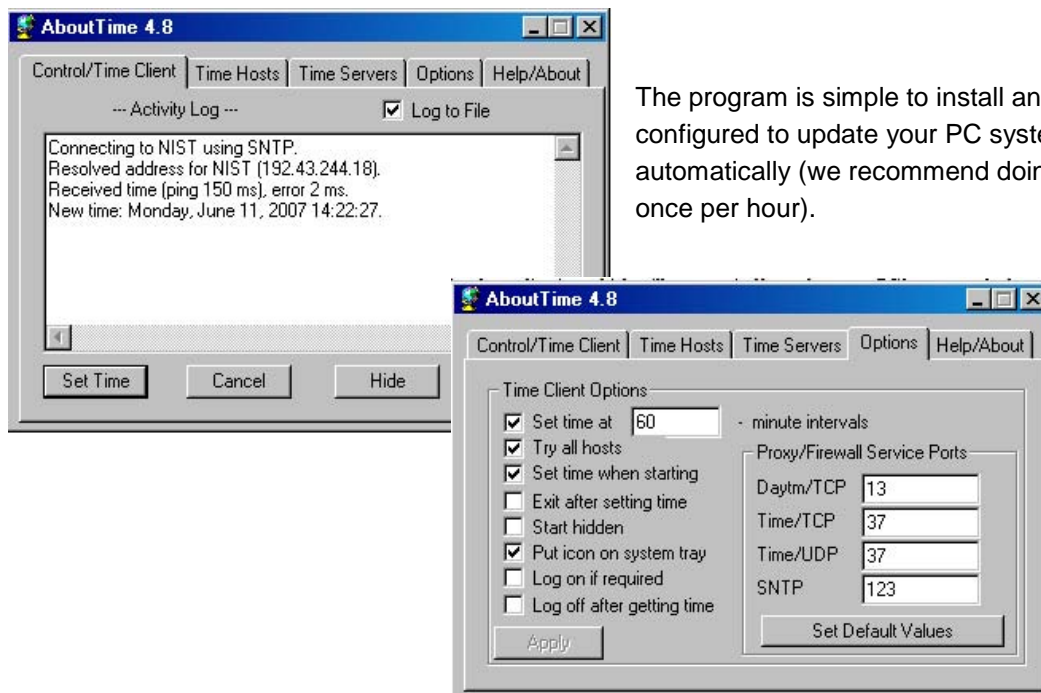 AboutTime 4.8
Control/Time Client Time Hosts Time Servers Options Help/About
--- Activity Log --- Log to File
Connecting to NIST using SNTP.
Resolved address for NIST (192.43.244.18).
Received time (ping 150 ms), error 2 ms.
New time: Monday, June 11, 2007 14:22:27.
Set Time Cancel Hide
The program is simple to install an
configured to update your PC syste
automatically (we recommend doin
once per hour).
AboutTime 4.8
Control/Time Client Time Hosts Time Servers Options Help/About
Time Client Options
Set time at 60 - minute intervals
Try all hosts
Set time when starting
Exit after setting time
Start hidden
Put icon on system tray
Log on if required
Log off after getting time
Apply
Proxy/Firewall Service Ports
Daytm/TCP 13
Time/TCP 37
Time/UDP 37
SNTP 123
Set Default Values